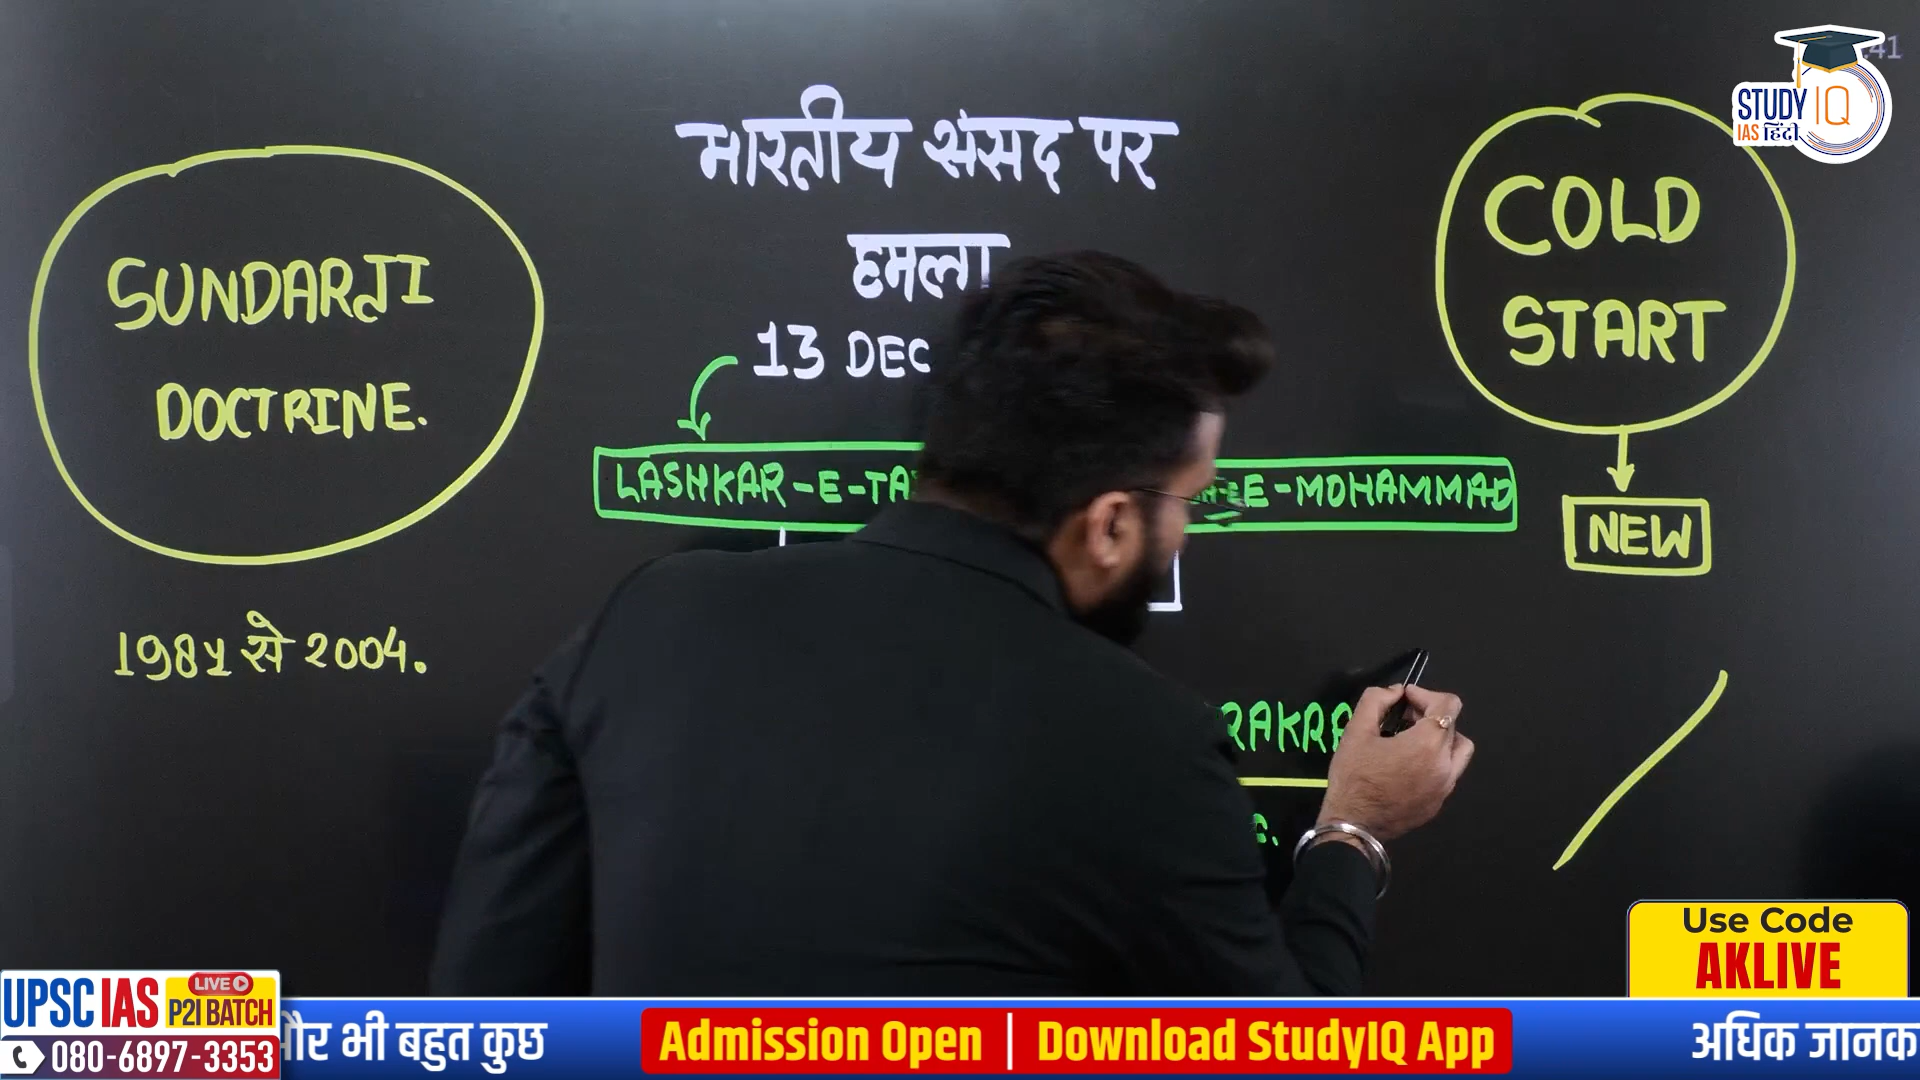 41
STUDY IQ
IAS हिंदी
भारतीय संसद पर
हमला
13 DEC
SUNDARJI
DOCTRINE.
1984 से 2004.
LASHKAR-E-TA
E-MOHAMMAD
RAKRA
c.
COLD
START
NEW
Use Code
AKLIVE
UPSC IAS LIVE
P2I BATCH
080-6897-3353
और भी बहुत कुछ
Admission Open | Download StudyIQ App
अधिक जानक